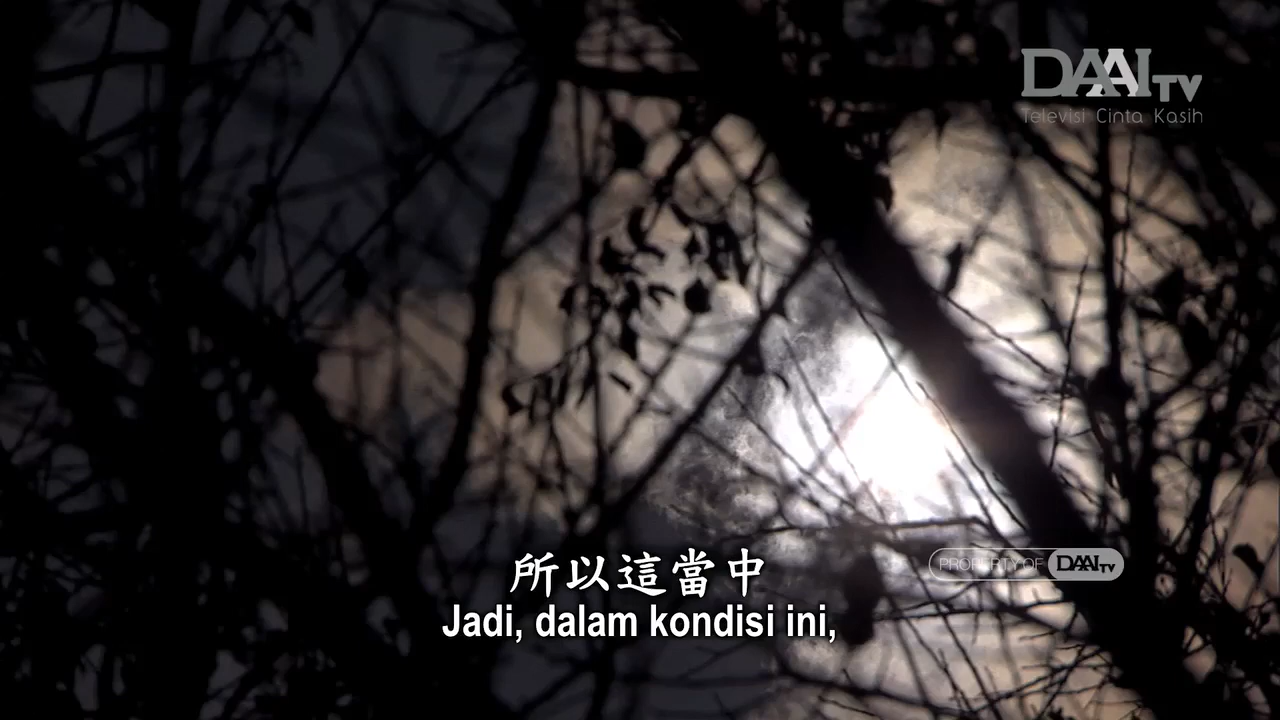 DAAI TV
Televisi Cinta Kasih
PROPERTY OF DAAI TV
所以這當中
Jadi, dalam kondisi ini,